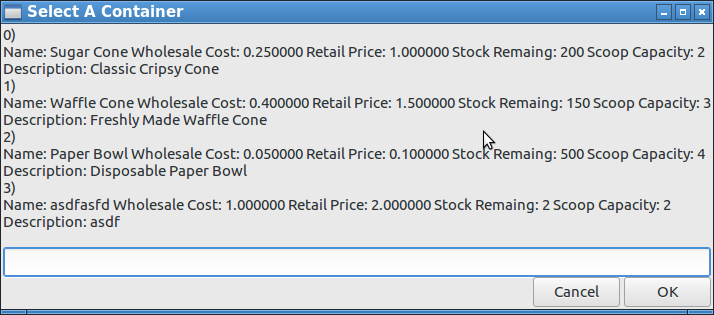 Select A Container
0)
Name: Sugar Cone Wholesale Cost: 0.250000 Retail Price: 1.000000 Stock Remaing: 200 Scoop Capacity: 2
Description: Classic Cripsy Cone
1)
Name: Waffle Cone Wholesale Cost: 0.400000 Retail Price: 1.500000 Stock Remaing: 150 Scoop Capacity: 3
Description: Freshly Made Waffle Cone
2)
Name: Paper Bowl Wholesale Cost: 0.050000 Retail Price: 0.100000 Stock Remaing: 500 Scoop Capacity: 4
Description: Disposable Paper Bowl
3)
Name: asdfasfd Wholesale Cost: 1.000000 Retail Price: 2.000000 Stock Remaing: 2 Scoop Capacity: 2
Description: asdf
Cancel
OK